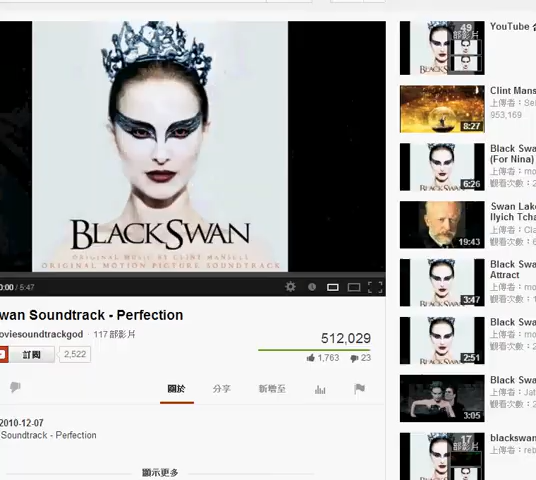 BLACK SWAN
ORIGINAL MUSIC BY CLINT MANSELL
ORIGINAL MOTION PICTURE SOUNDTRACK
0:00 / 5:47
wan Soundtrack - Perfection
oviesoundtrackgod · 117 部影片
訂閱 2,522
512,029
1,763 23
關於 分享 新增至
2010-12-07
Soundtrack - Perfection
顯示更多
49
部影片
YouTube
Clint Mans
上傳者：Se
953,169
8:27
Black Swa
(For Nina)
上傳者：mo
觀看次數：2
6:26
Swan Lake
Ilyich Tcha
上傳者：Cla
觀看次數：6
19:43
Black Swa
Attract
上傳者：mo
觀看次數：
3:47
Black Swa
上傳者：mo
觀看次數：2
2:51
Black Swa
上傳者：Jat
觀看次數：2
3:05
17
部影片
blackswan
上傳者：reb